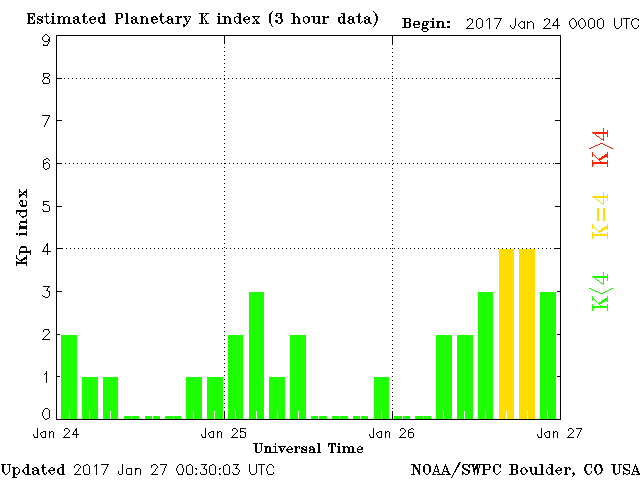 Estimated Planetary K index (3 hour data)
Begin: 2017 Jan 24 0000 UTC
9
8
7
6
5
4
3
2
1
0
Kp index
Jan 24
Jan 25
Jan 26
Jan 27
Universal Time
K>4
K=4
K<4
Updated 2017 Jan 27 00:30:03 UTC
NOAA/SWPC Boulder, CO USA